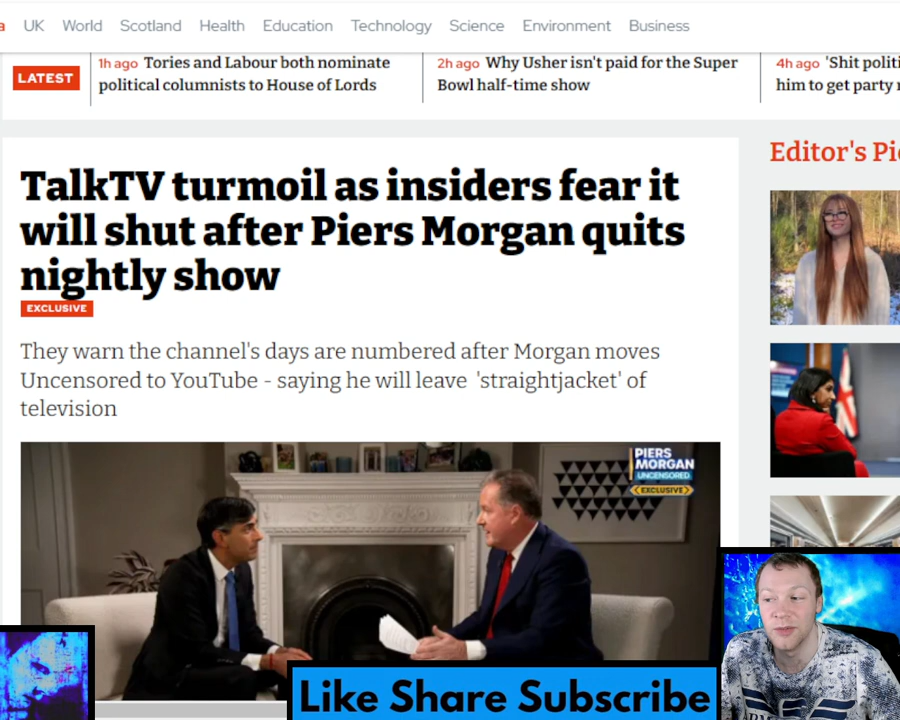 UK World Scotland Health Education Technology Science Environment Business
LATEST
1h ago Tories and Labour both nominate
political columnists to House of Lords
2h ago Why Usher isn't paid for the Super
Bowl half-time show
4h ago 'Shit
him to get party
Editor's
TalkTV turmoil as insiders fear it
will shut after Piers Morgan quits
nightly show
EXCLUSIVE
They warn the channel's days are numbered after Morgan moves
Uncensored to YouTube - saying he will leave 'straightjacket' of
television
PIERS
MORGAN
UNCENSORED
EXCLUSIVE
Like Share Subscribe